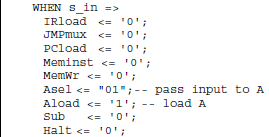 WHEN s_in =>
IRload <= '0';
JMPmux <= '0';
PCload <= '0';
Meminst <= '0';
MemWr <= '0';
Asel <= "01";-- pass input to A
Aload <= '1'; -- load A
Sub <= '0';
Halt <= '0';